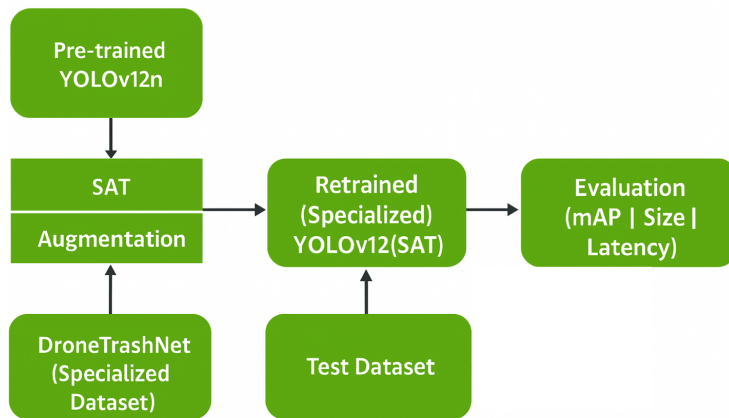 Pre-trained
YOLOv12n
SAT
Augmentation
DroneTrashNet
(Specialized
Dataset)
Retrained
(Specialized)
YOLOv12(SAT)
Test Dataset
Evaluation
(mAP | Size |
Latency)